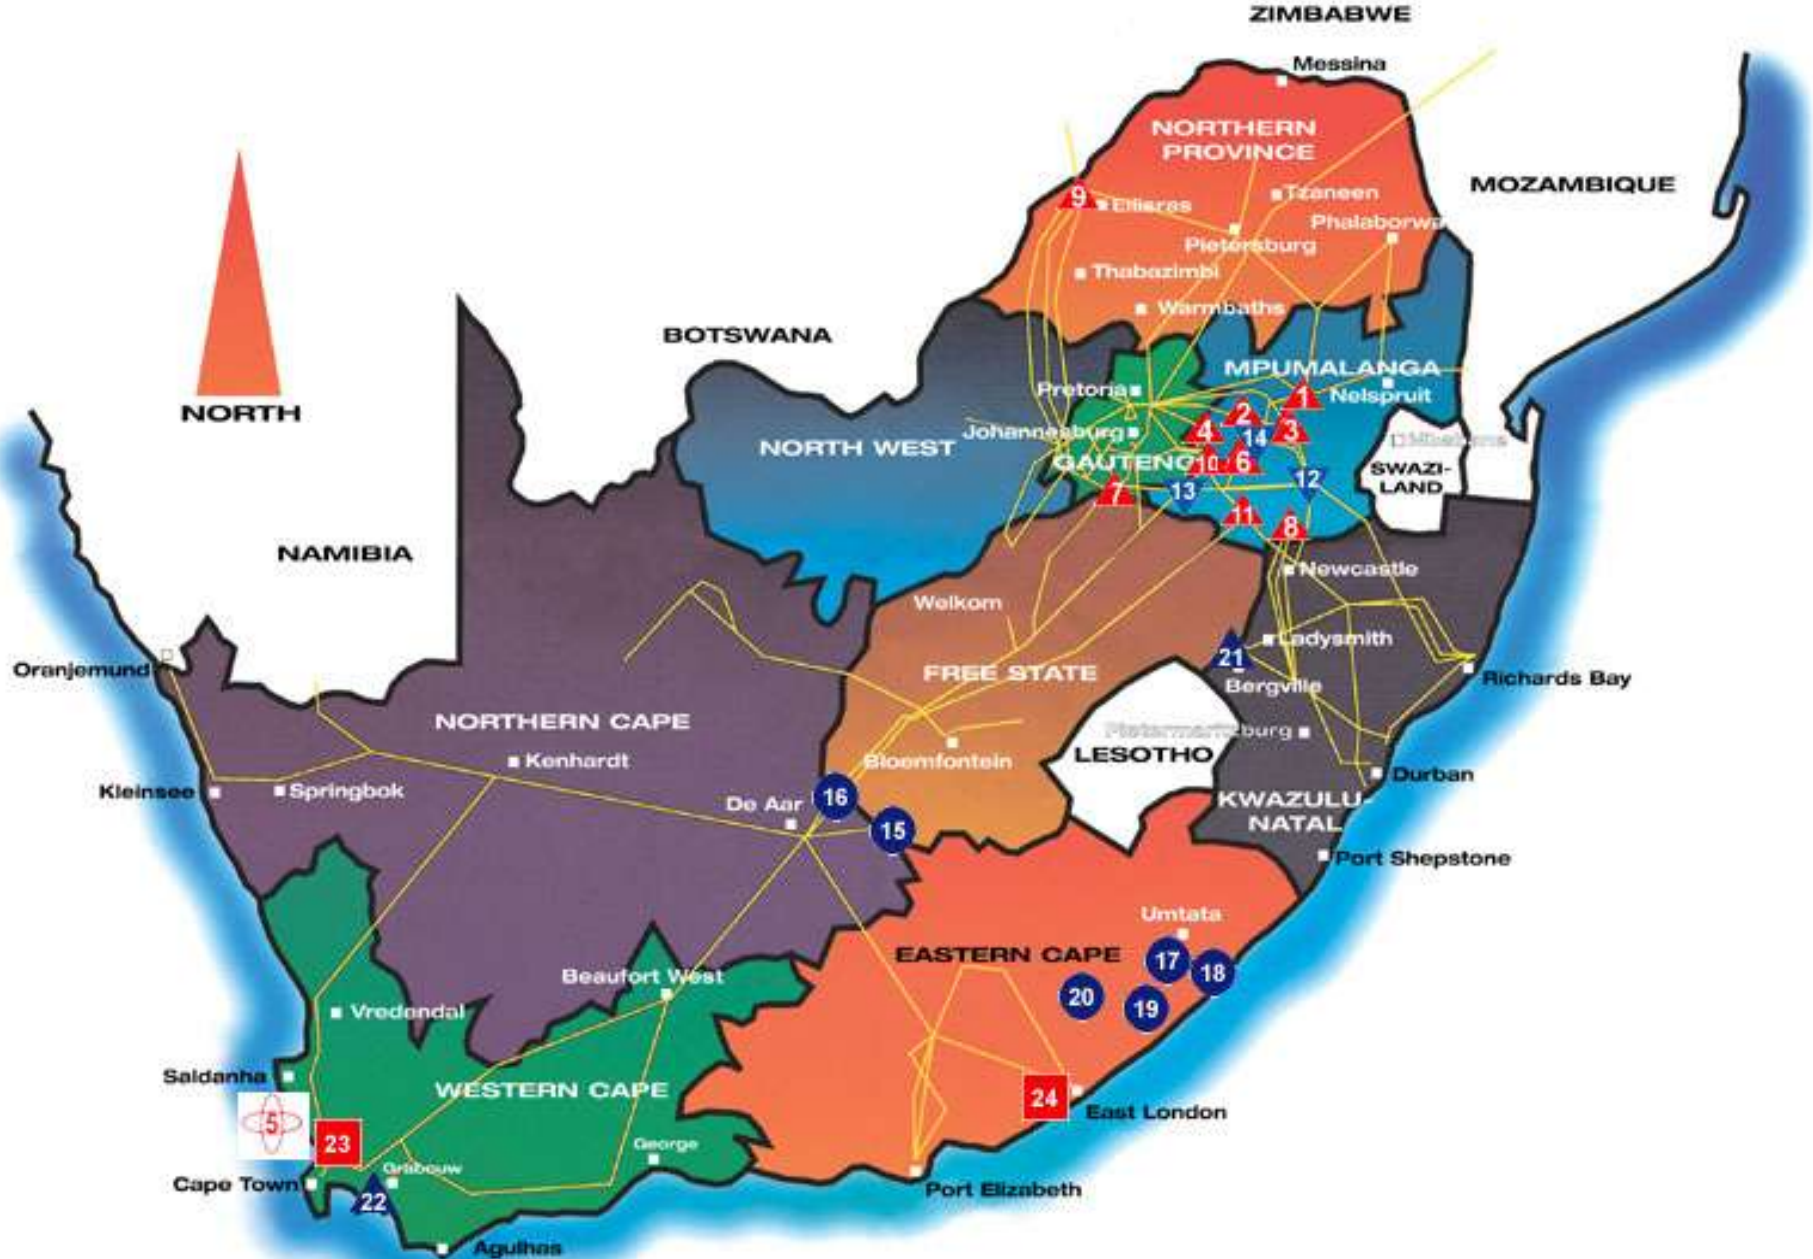 ZIMBABWE
Messina
NORTHERN
PROVINCE
MOZAMBIQUE
9
Ellisras
Tzaneen
Phalaborwa
Pietersburg
Thabazimbi
Warmbaths
BOTSWANA
MPUMALANGA
Pretoria
1
Nelspruit
NORTH
2
4
14
3
Johannesburg
NORTH WEST
GAUTENG
10
6
SWAZI-
LAND
7
13
12
11
8
NAMIBIA
Newcastle
Welkom
Ladysmith
21
Oranjemund
FREE STATE
Bergville
Richards Bay
NORTHERN CAPE
Pietermaritzburg
LESOTHO
Kenhardt
Bloemfontein
Durban
Kleinsee
Springbok
De Aar
16
KWAZULU-
NATAL
15
Port Shepstone
Umtata
EASTERN CAPE
17
18
Beaufort West
20
19
Vredendal
Saldanha
WESTERN CAPE
24
East London
5
23
George
Grabouw
Cape Town
22
Port Elizabeth
Agulhas